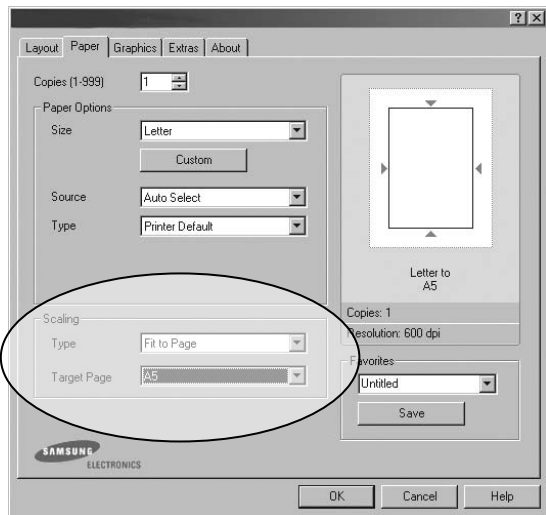 Layout Paper Graphics Extras About
Copies (1-999) 1
Paper Options
Size Letter
Custom
Source Auto Select
Type Printer Default
Letter to
A5
Copies: 1
Resolution: 600 dpi
Scaling
Type Fit to Page
Target Page A5
Favorites
Untitled
Save
SAMSUNG
ELECTRONICS
OK Cancel Help